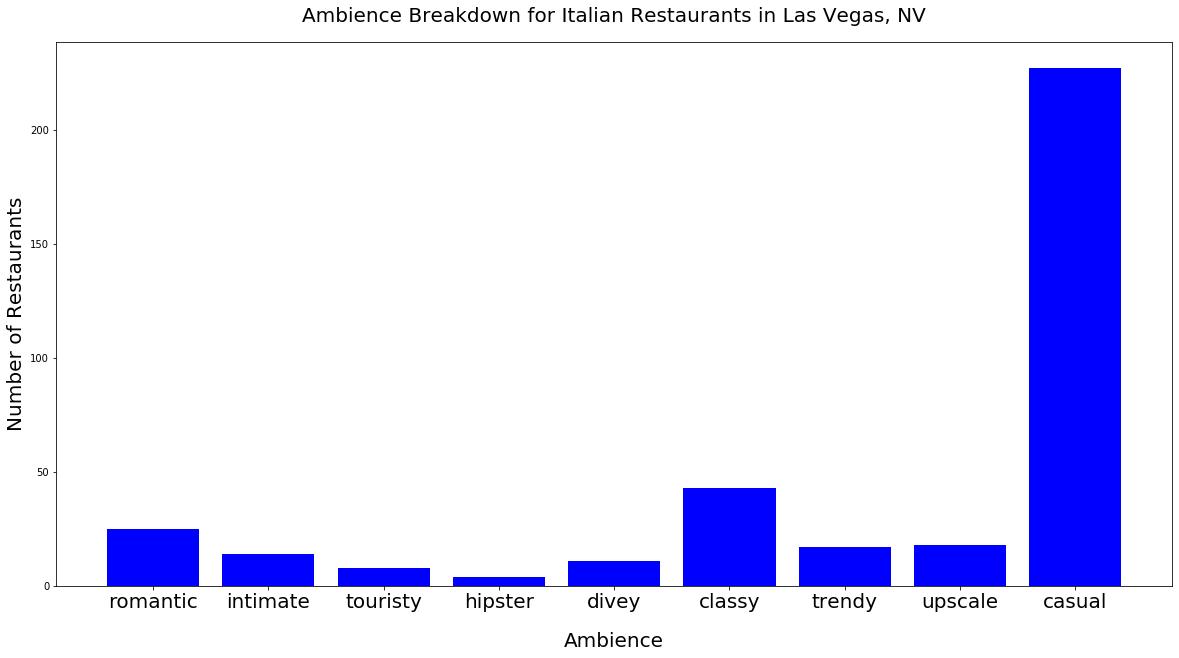 Ambience Breakdown for Italian Restaurants in Las Vegas, NV
Number of Restaurants
200
150
100
50
0
romantic intimate touristy hipster divey classy trendy upscale casual
Ambience